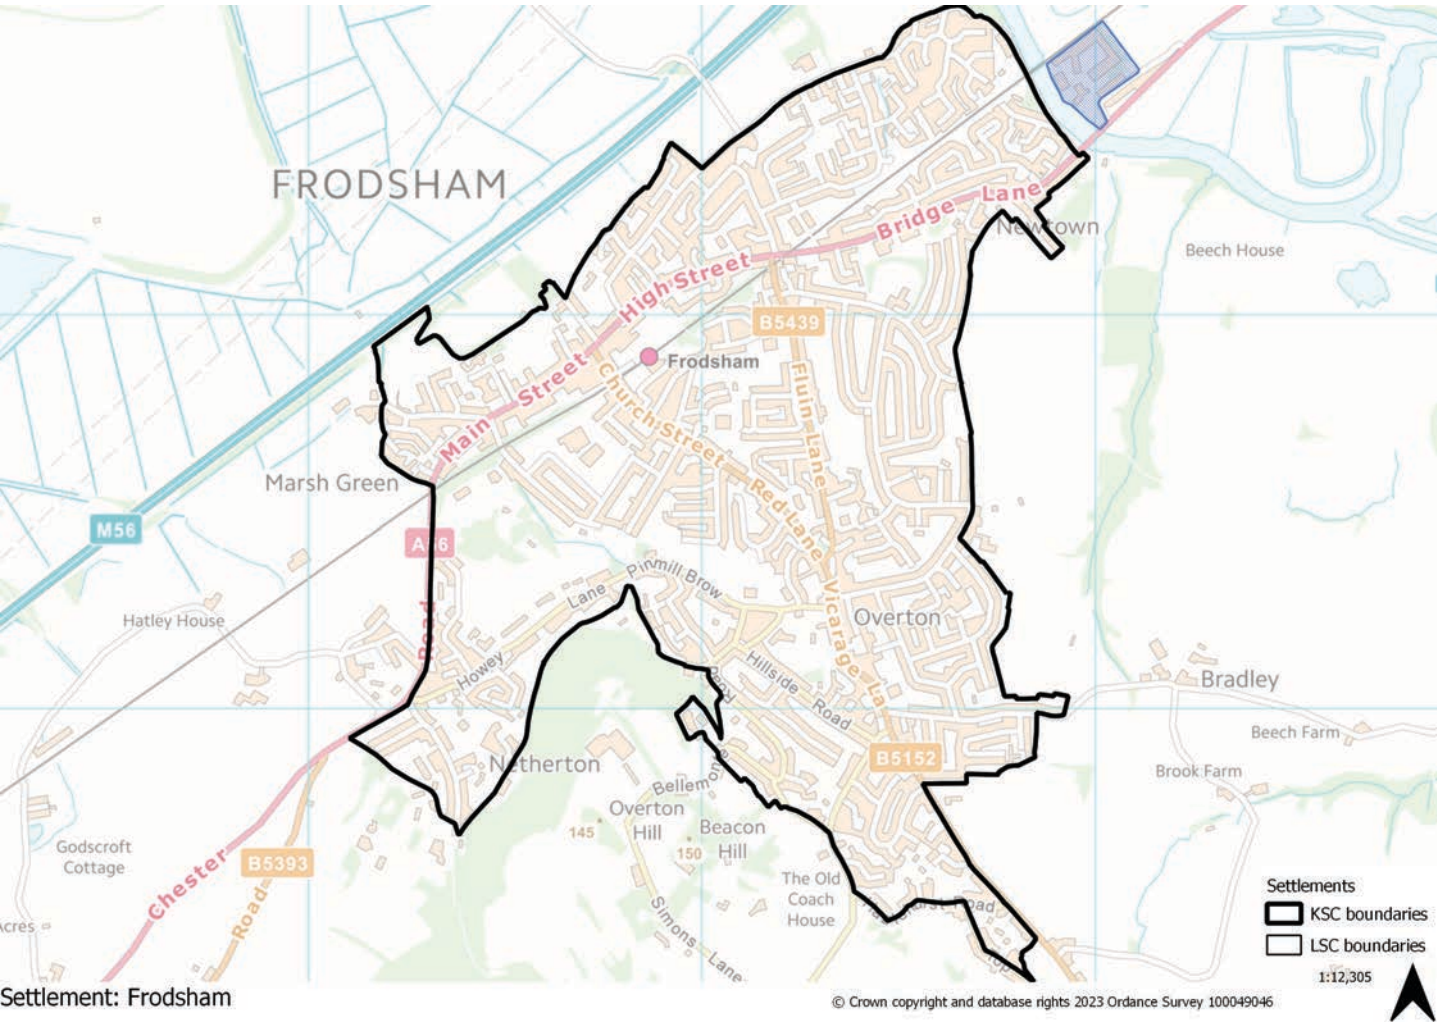 FRODSHAM
Bridge Lane
Newtown
Beech House
High Street
B5439
Frodsham
Main Street
Church Street
Fluin Lane
Marsh Green
Red Lane
M56
A56
Pinmill Brow
Howey Lane
Vicarage La
Overton
Hatley House
Road
Hillside Road
Road
Bradley
Beech Farm
Netherton
B5152
Brook Farm
Overton
Hill
145
150
Beacon
Hill
Godscroft
Cottage
B5393
Chester
Road
The Old
Coach
House
Simons Lane
Road
Acres
Settlements
KSC boundaries
LSC boundaries
1:12,305
Settlement: Frodsham
© Crown copyright and database rights 2023 Ordance Survey 100049046